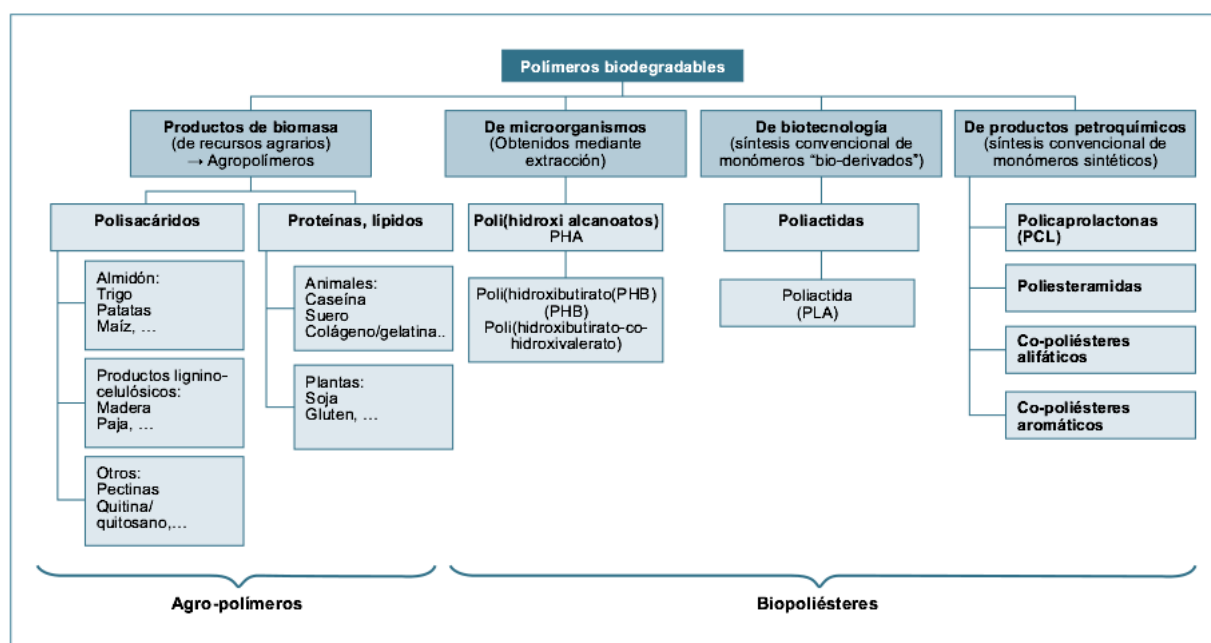 Polímeros biodegradables
Productos de biomasa
(de recursos agrarios)
→ Agropolímeros
De microorganismos
(Obtenidos mediante
extracción)
De biotecnología
(síntesis convencional de
monómeros “bio-derivados”)
De productos petroquímicos
(síntesis convencional de
monómeros sintéticos)
Polisacáridos
Proteínas, lípidos
Poli(hidroxi alcanoatos)
PHA
Poliactidas
Policaprolactonas
(PCL)
Almidón:
Trigo
Patatas
Maíz, ...
Animales:
Caseína
Suero
Colágeno/gelatina..
Poli(hidroxibutirato(PHB)
(PHB)
Poli(hidroxibutirato-co-
hidroxivalerato)
Poliactida
(PLA)
Poliesteramidas
Co-poliésteres
alifáticos
Productos lignino-
celulósicos:
Madera
Paja, ...
Plantas:
Soja
Gluten, ...
Co-poliésteres
aromáticos
Otros:
Pectinas
Quitina/
quitosano,...
Agro-polímeros
Biopoliésteres